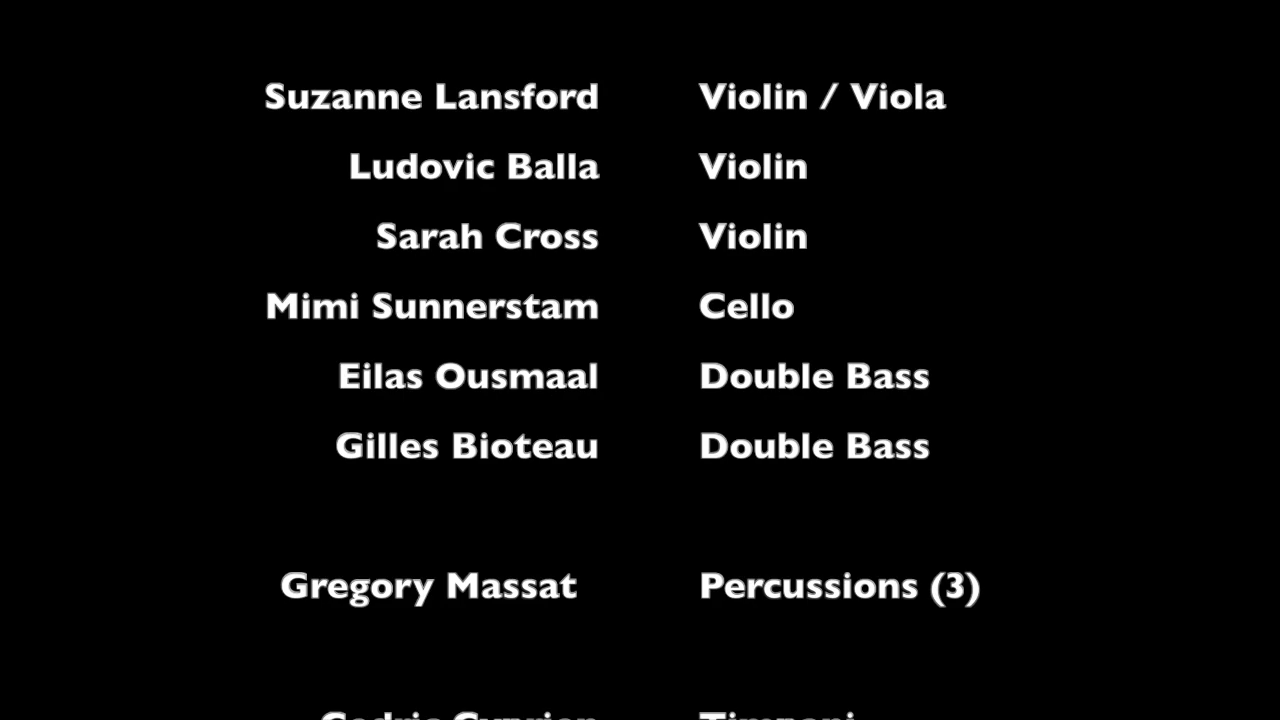 Suzanne Lansford Violin / Viola
Ludovic Balla Violin
Sarah Cross Violin
Mimi Sunnerstam Cello
Eilas Ousmaal Double Bass
Gilles Bioteau Double Bass
Gregory Massat Percussions (3)
Timpani